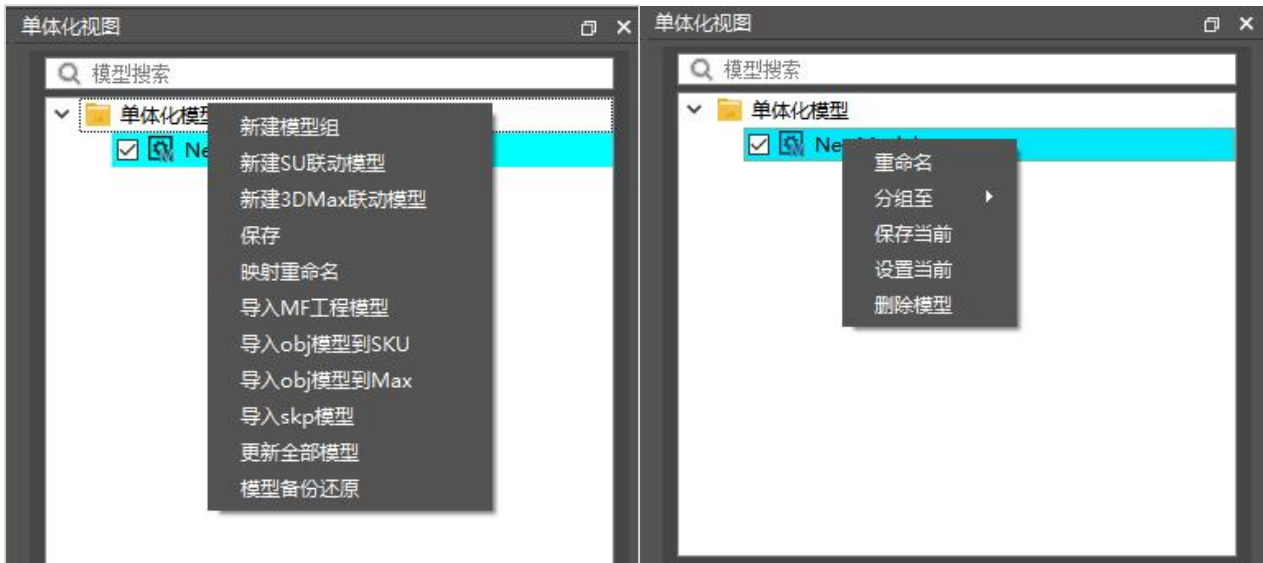 单体化视图
模型搜索
单体化模型
Ne
新建模型组
新建SU联动模型
新建3DMax联动模型
保存
映射重命名
导入MF工程模型
导入obj模型到SKU
导入obj模型到Max
导入skp模型
更新全部模型
模型备份还原
单体化视图
模型搜索
单体化模型
New Model
重命名
分组至
保存当前
设置当前
删除模型